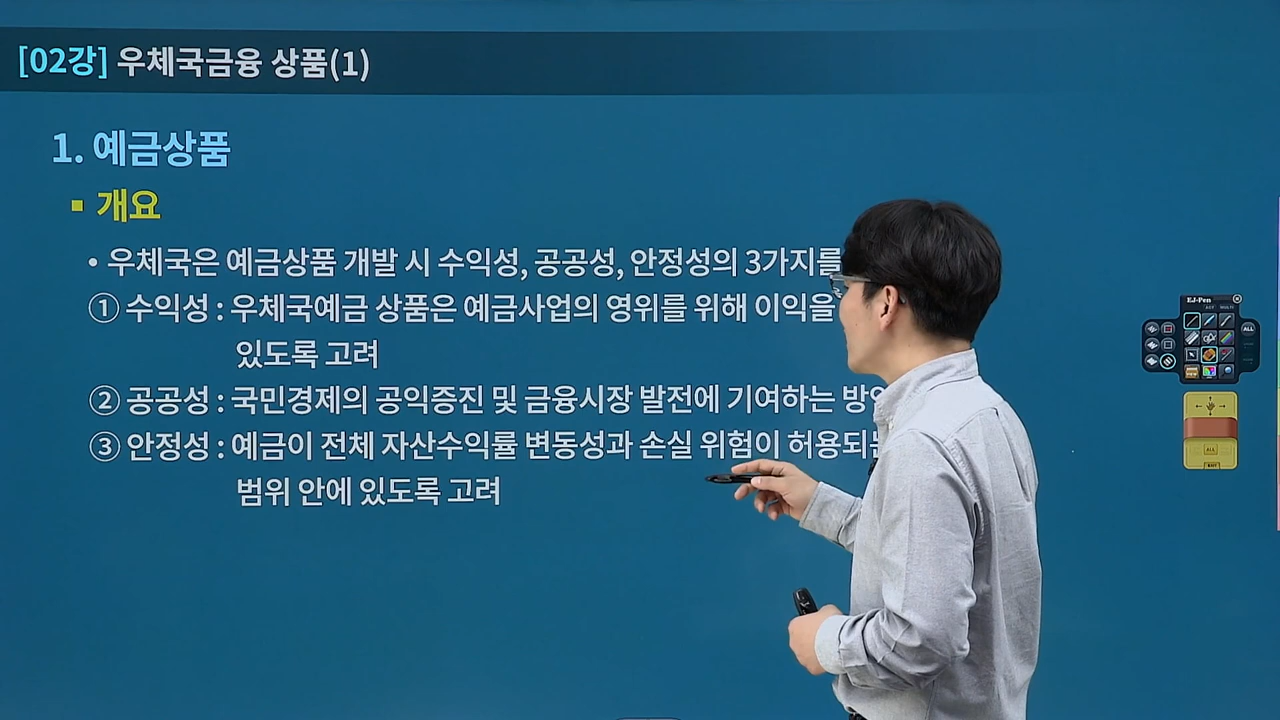 [02강] 우체국금융 상품(1)
1. 예금상품
▪ 개요
• 우체국은 예금상품 개발 시 수익성, 공공성, 안정성의 3가지를
① 수익성 : 우체국예금 상품은 예금사업의 영위를 위해 이익을
있도록 고려
② 공공성 : 국민경제의 공익증진 및 금융시장 발전에 기여하는
③ 안정성 : 예금이 전체 자산수익률 변동성과 손실 위험이 허용되는
범위 안에 있도록 고려
EJ-Pen
ALL
ALL